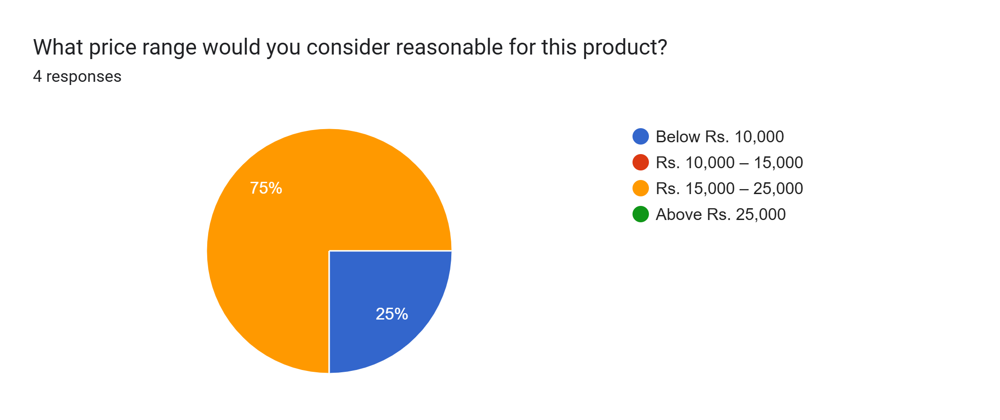 What price range would you consider reasonable for this product?
4 responses
75%
25%
Below Rs. 10,000
Rs. 10,000 – 15,000
Rs. 15,000 – 25,000
Above Rs. 25,000